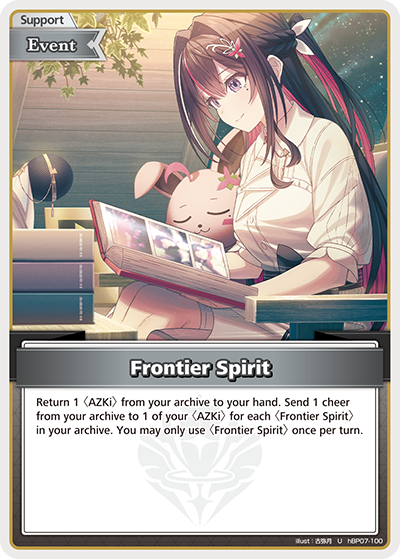 Support
Event
Frontier Spirit
Return 1 〈AZKi〉 from your archive to your hand. Send 1 cheer
from your archive to 1 of your 〈AZKi〉 for each 〈Frontier Spirit〉
in your archive. You may only use 〈Frontier Spirit〉 once per turn.
illust : 古弥月 U hBP07-100